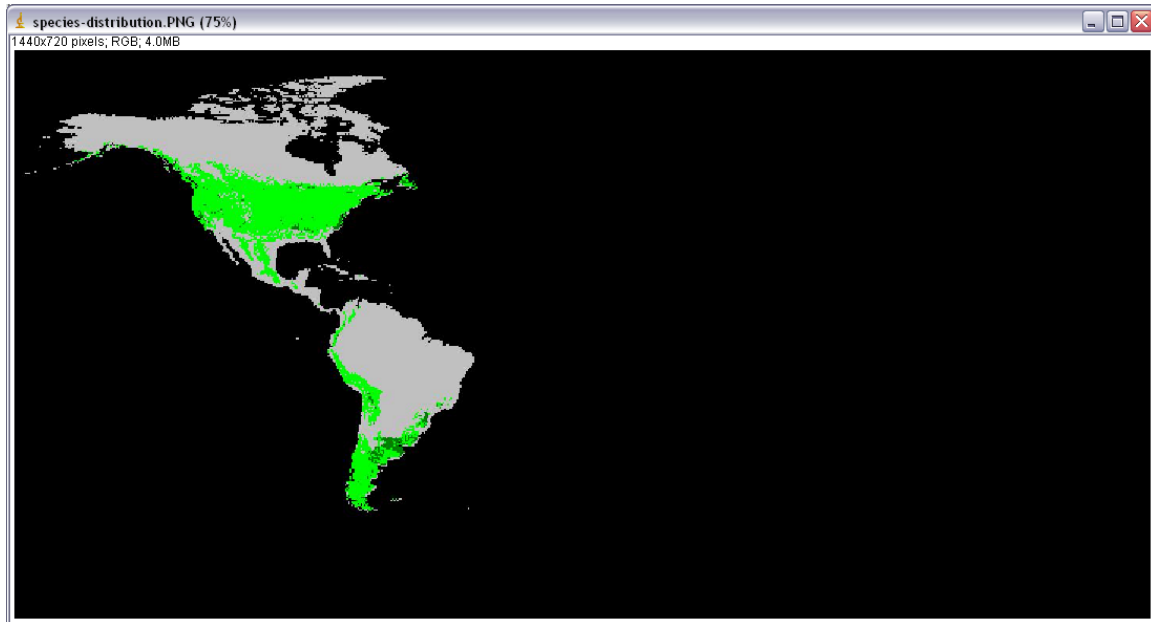 species-distribution.PNG (75%)
1440x720 pixels; RGB; 4.0MB